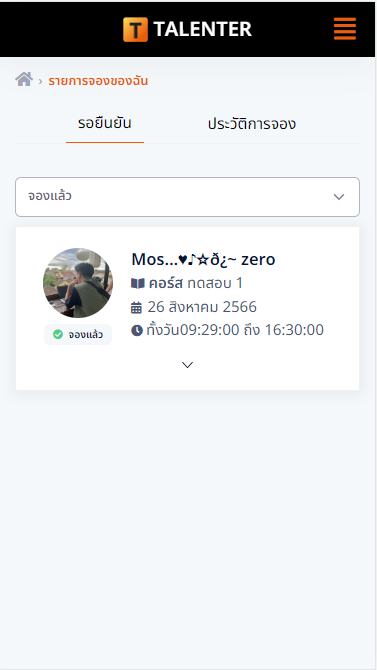 T TALENTER
› รายการจองของฉัน
รอยืนยัน ประวัติการจอง
จองแล้ว
Mos...♥♪☆ð¿~ zero
คอร์ส ทดสอบ 1
26 สิงหาคม 2566
จองแล้ว
ทั้งวัน09:29:00 ถึง 16:30:00